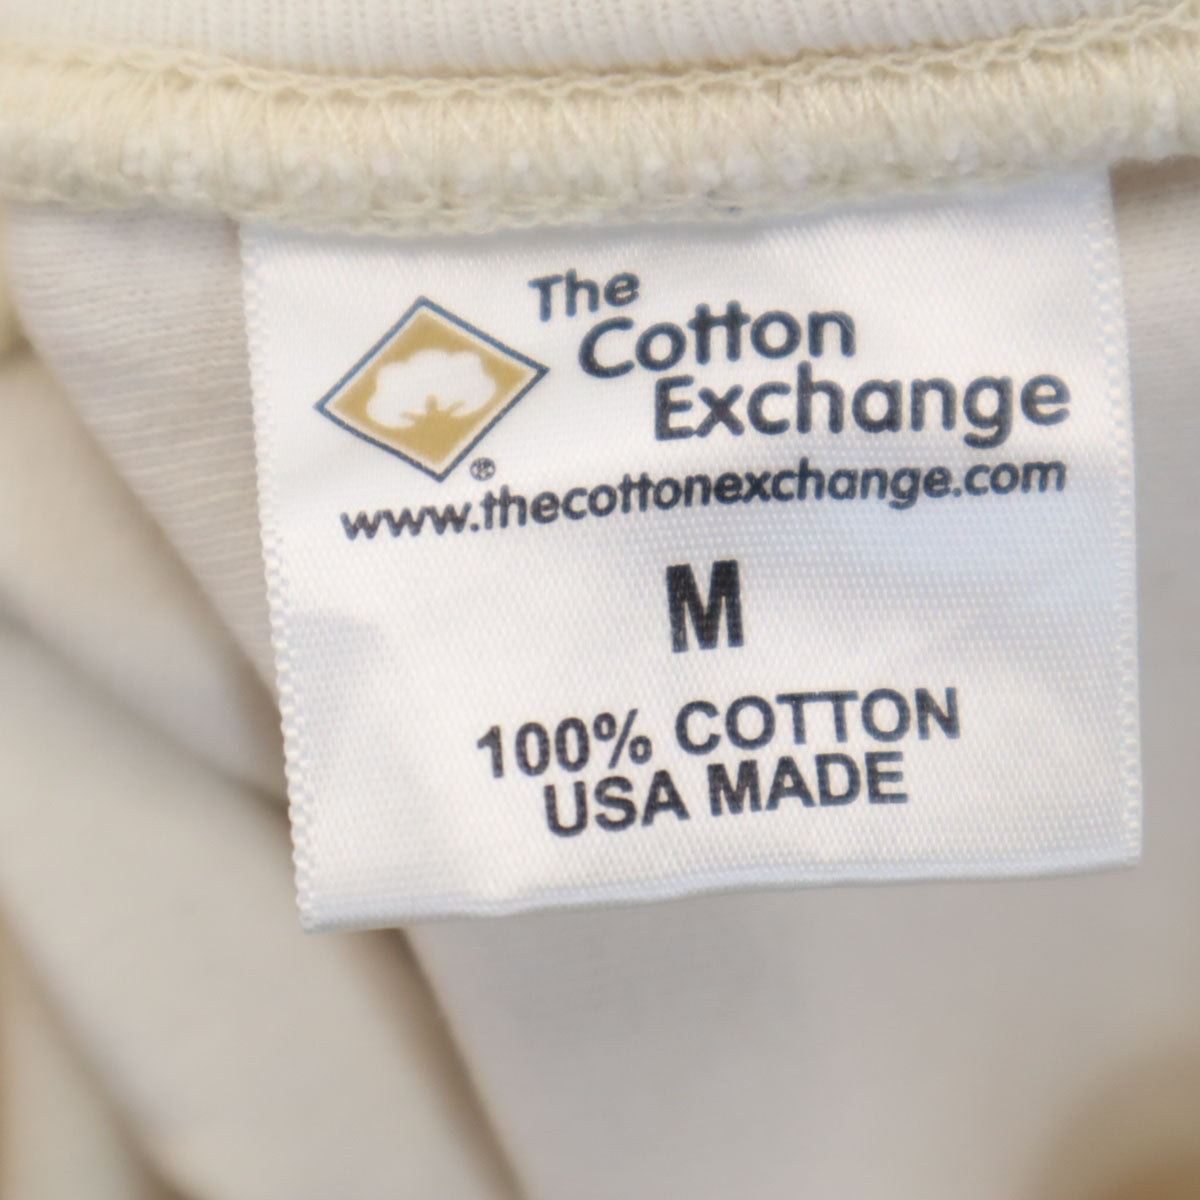 The
Cotton
Exchange
®
www.thecottonexchange.com
M
100% COTTON
USA MADE